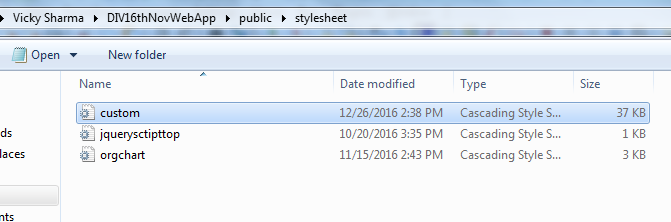 Vicky Sharma ▸ DIV16thNovWebApp ▸ public ▸ stylesheet
Open New folder
Name Date modified Type Size
custom 12/26/2016 2:38 PM Cascading Style S... 37 KB
jquerysctipttop 10/20/2016 3:35 PM Cascading Style S... 1 KB
orgchart 11/15/2016 2:43 PM Cascading Style S... 3 KB
ds
laces
nts